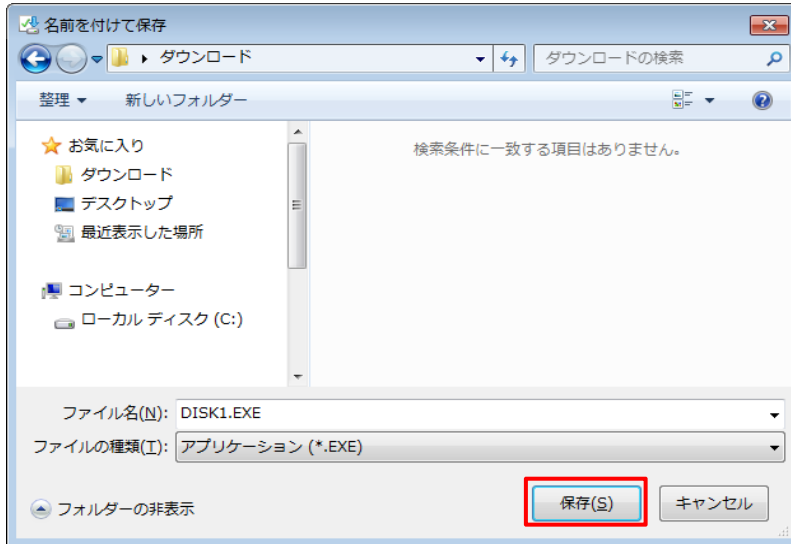 名前を付けて保存
ダウンロード
ダウンロードの検索
整理 新しいフォルダー
お気に入り
ダウンロード
デスクトップ
最近表示した場所
コンピューター
ローカル ディスク (C:)
検索条件に一致する項目はありません。
ファイル名(N): DISK1.EXE
ファイルの種類(T): アプリケーション (*.EXE)
フォルダーの非表示
保存(S) キャンセル